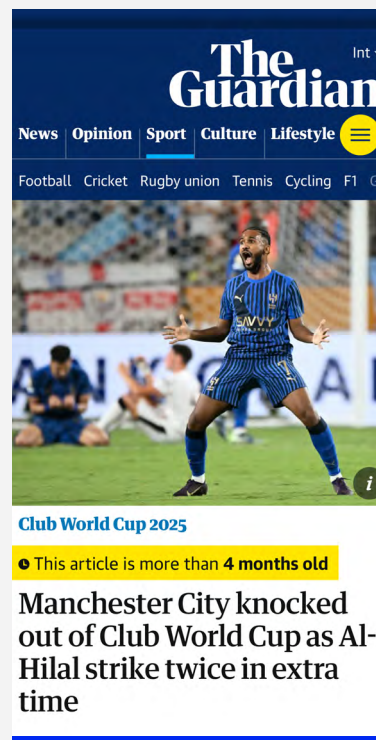 The
Guardian
Int
News Opinion Sport Culture Lifestyle
Football Cricket Rugby union Tennis Cycling F1
SAVVY
i
Club World Cup 2025
This article is more than 4 months old
Manchester City knocked
out of Club World Cup as Al-
Hilal strike twice in extra
time